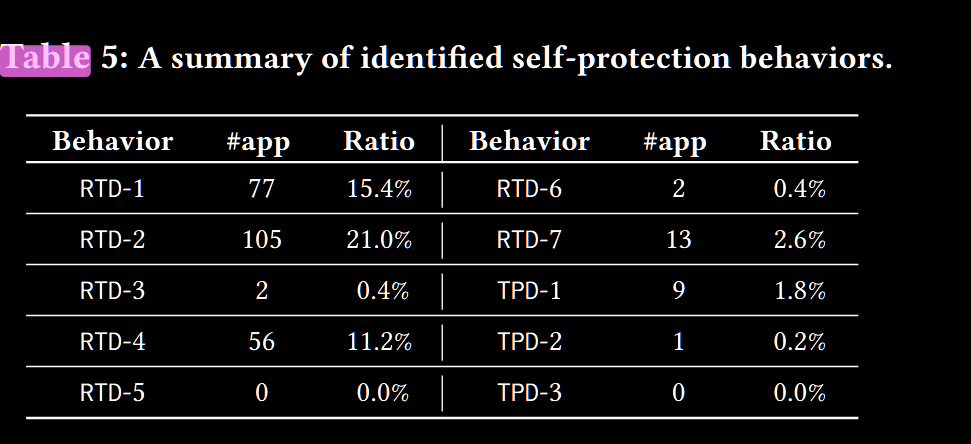 Table 5: A summary of identified self-protection behaviors.
Behavior #app Ratio Behavior #app Ratio
RTD-1 77 15.4% RTD-6 2 0.4%
RTD-2 105 21.0% RTD-7 13 2.6%
RTD-3 2 0.4% TPD-1 9 1.8%
RTD-4 56 11.2% TPD-2 1 0.2%
RTD-5 0 0.0% TPD-3 0 0.0%